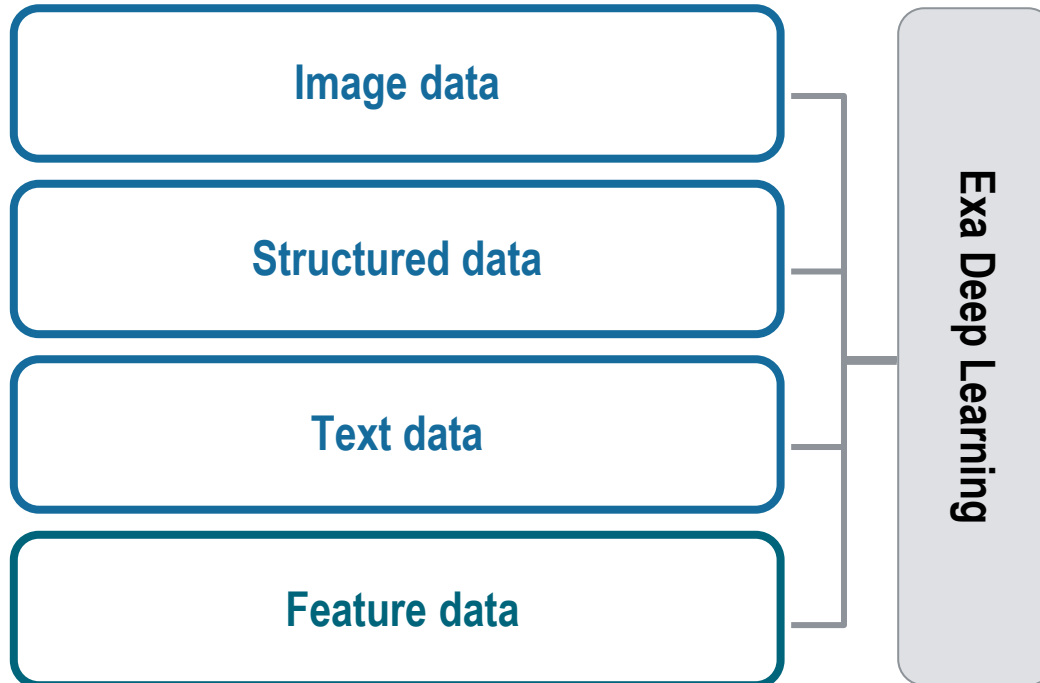 Image data
Structured data
Text data
Feature data
Exa Deep Learning